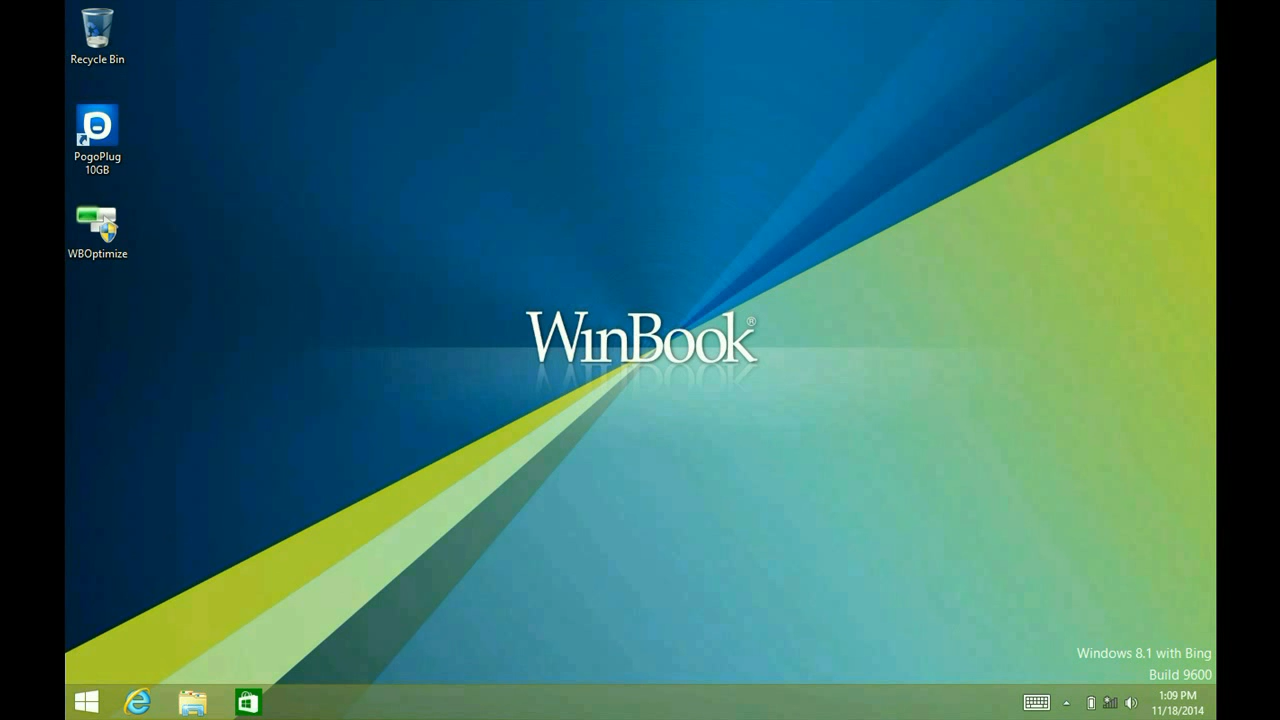 Recycle Bin
PogoPlug
10GB
WBOptimize
WinBook®
Windows 8.1 with Bing
Build 9600
1:09 PM
11/18/2014